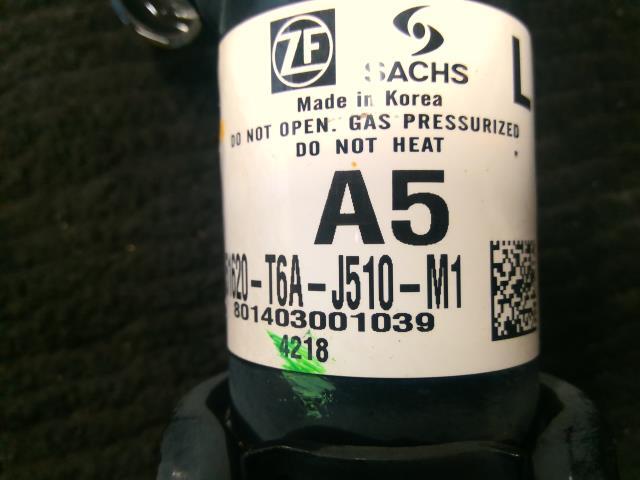 ZF SACHS L
Made in Korea
DO NOT OPEN. GAS PRESSURIZED
DO NOT HEAT
A5
51620-T6A-J510-M1
801403001039
4218